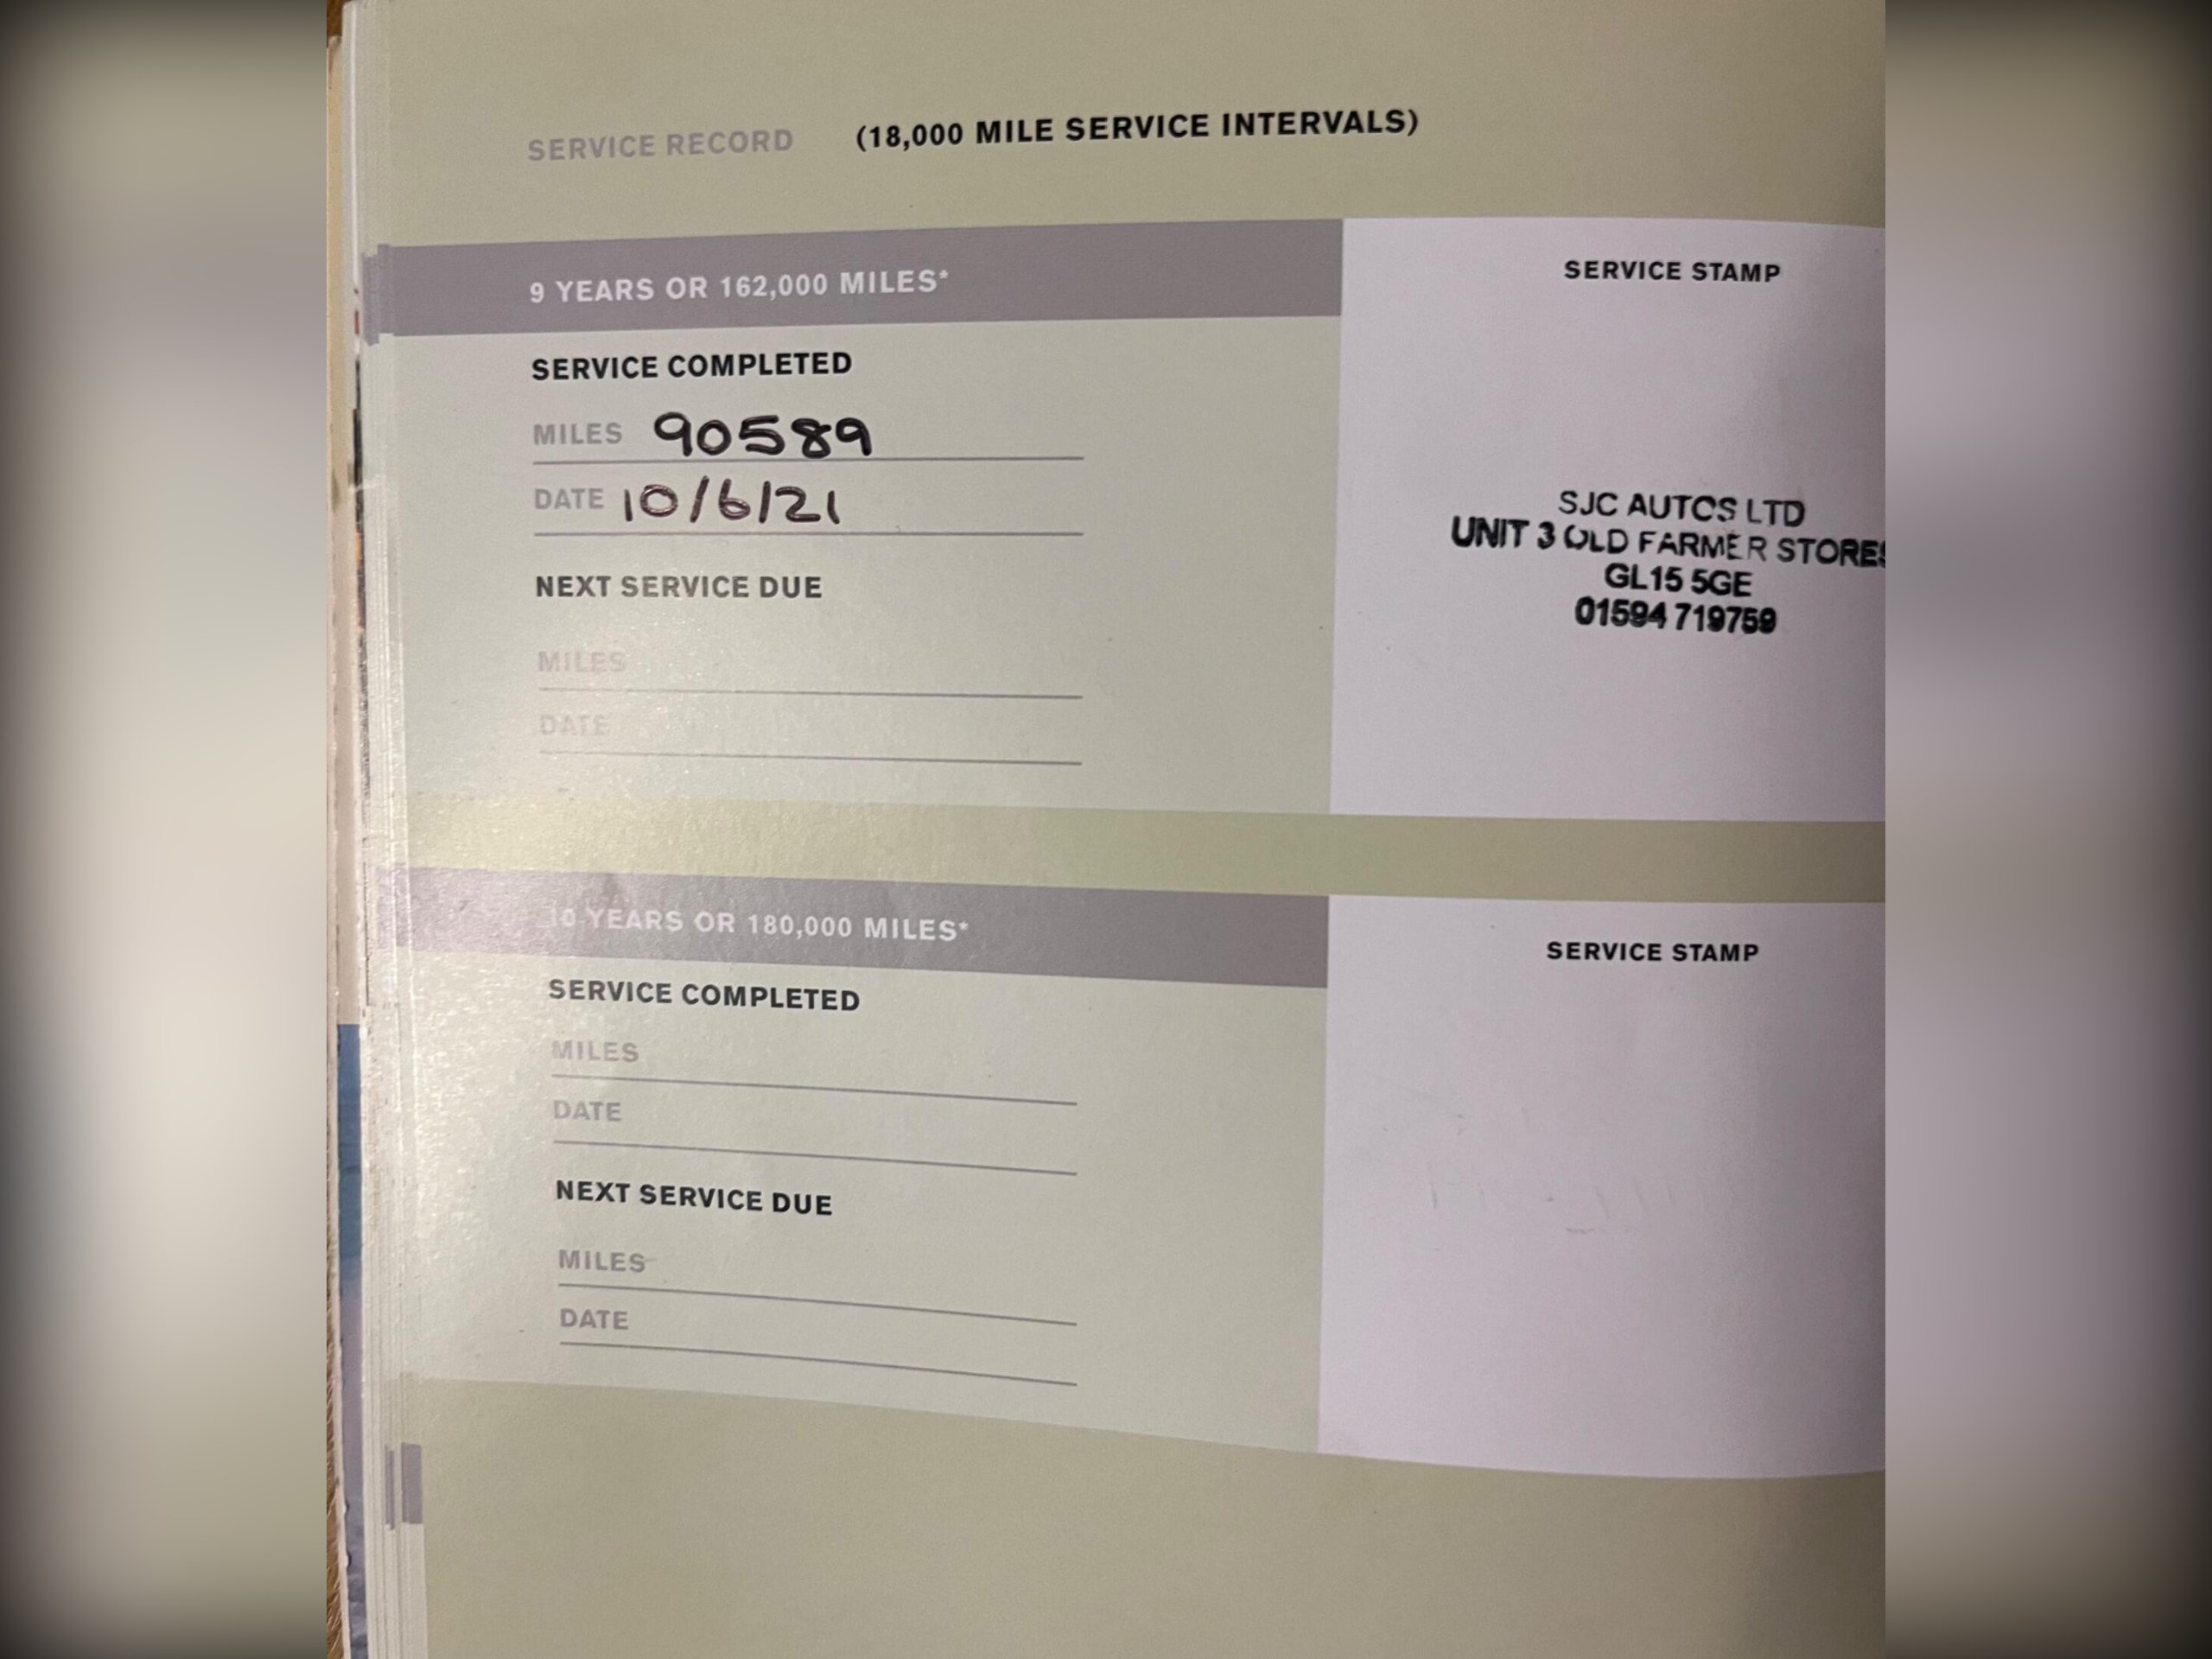 SERVICE RECORD (18,000 MILE SERVICE INTERVALS)
9 YEARS OR 162,000 MILES*
SERVICE STAMP
SERVICE COMPLETED
MILES 90589
DATE 10/6/21
SJC AUTOS LTD
UNIT 3 OLD FARMER STORES
GL15 5GE
01594 719759
NEXT SERVICE DUE
MILES
DATE
10 YEARS OR 180,000 MILES*
SERVICE STAMP
SERVICE COMPLETED
MILES
DATE
NEXT SERVICE DUE
MILES
DATE